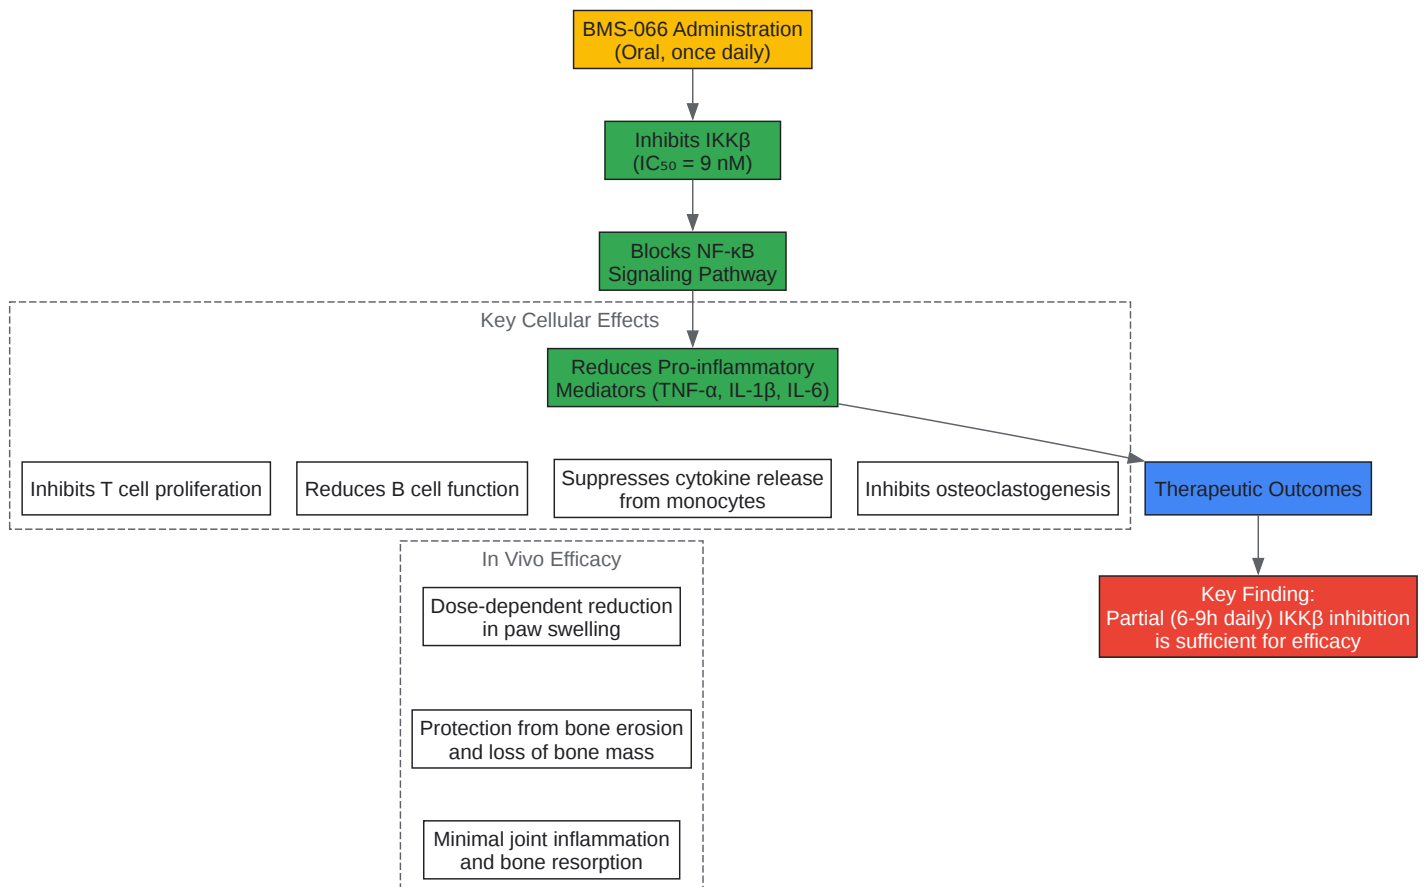 BMS-066 Administration
(Oral, once daily)
Inhibits IKKβ
(IC₅₀ = 9 nM)
Blocks NF-κB
Signaling Pathway
Key Cellular Effects
Reduces Pro-inflammatory
Mediators (TNF-α, IL-1β, IL-6)
Inhibits T cell proliferation
Reduces B cell function
Suppresses cytokine release
from monocytes
Inhibits osteoclastogenesis
Therapeutic Outcomes
In Vivo Efficacy
Dose-dependent reduction
in paw swelling
Key Finding:
Partial (6-9h daily) IKKβ inhibition
is sufficient for efficacy
Protection from bone erosion
and loss of bone mass
Minimal joint inflammation
and bone resorption